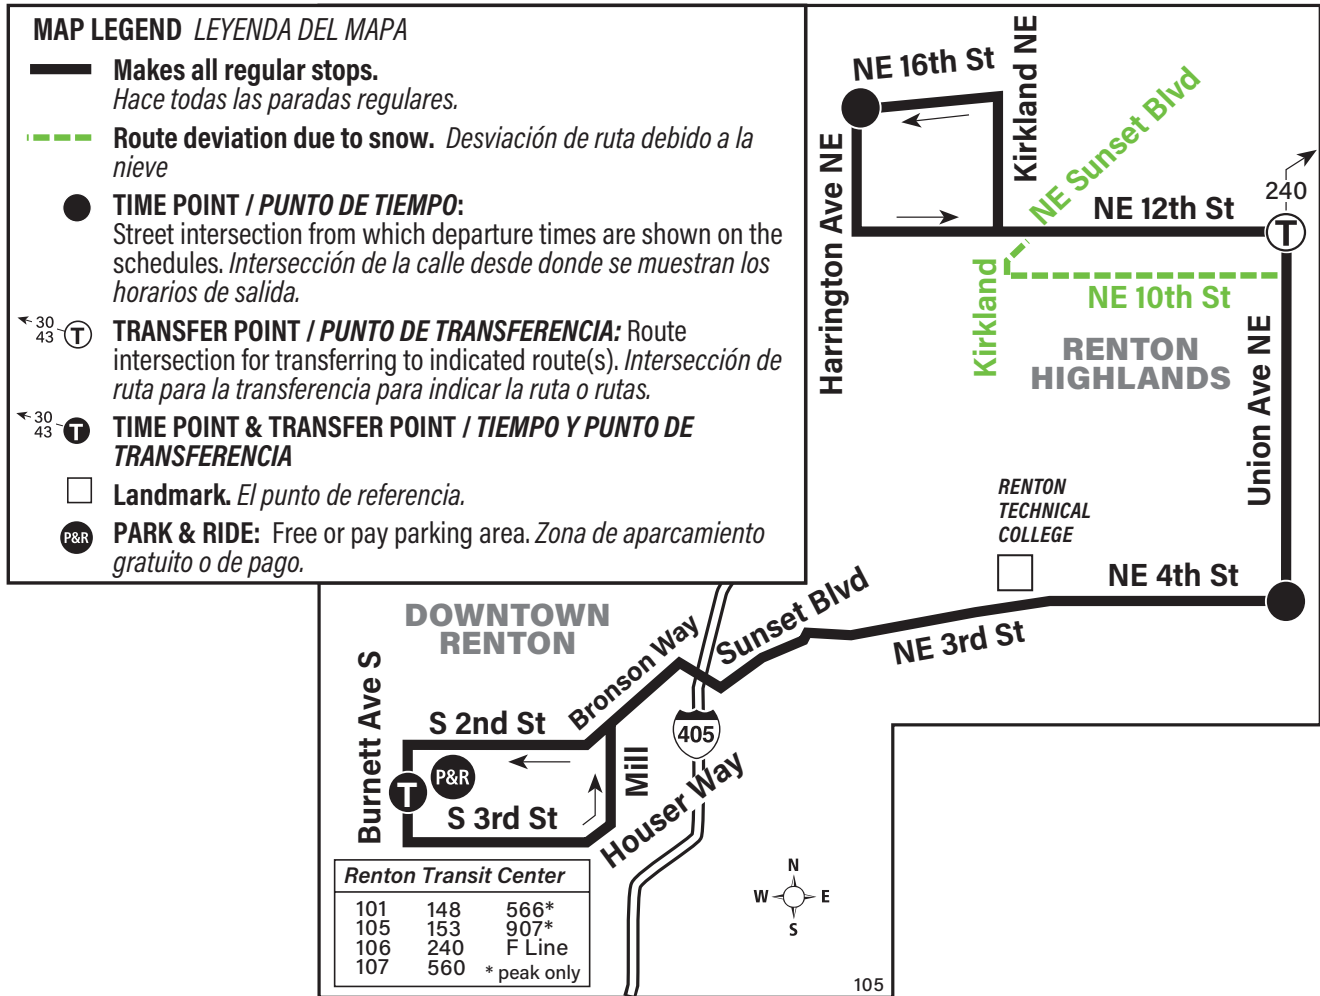 MAP LEGEND LEYENDA DEL MAPA
Makes all regular stops.
Hace todas las paradas regulares.
Route deviation due to snow. Desviación de ruta debido a la
nieve
TIME POINT / PUNTO DE TIEMPO:
Street intersection from which departure times are shown on the
schedules. Intersección de la calle desde donde se muestran los
horarios de salida.
30
43
T
TRANSFER POINT / PUNTO DE TRANSFERENCIA: Route
intersection for transferring to indicated route(s). Intersección de
ruta para la transferencia para indicar la ruta o rutas.
30
43
T
TIME POINT & TRANSFER POINT / TIEMPO Y PUNTO DE
TRANSFERENCIA
Landmark. El punto de referencia.
P&R
PARK & RIDE: Free or pay parking area. Zona de aparcamiento
gratuito o de pago.
NE 16th St
Kirkland NE
NE Sunset Blvd
Harrington Ave NE
240
NE 12th St
T
Kirkland
NE 10th St
RENTON
HIGHLANDS
Union Ave NE
RENTON
TECHNICAL
COLLEGE
NE 4th St
NE 3rd St
Sunset Blvd
DOWNTOWN
RENTON
Bronson Way
Burnett Ave S
S 2nd St
405
P&R
T
Mill
S 3rd St
Houser Way
Renton Transit Center
101 148 566*
105 153 907*
106 240 F Line
107 560 * peak only
N
W E
S
105